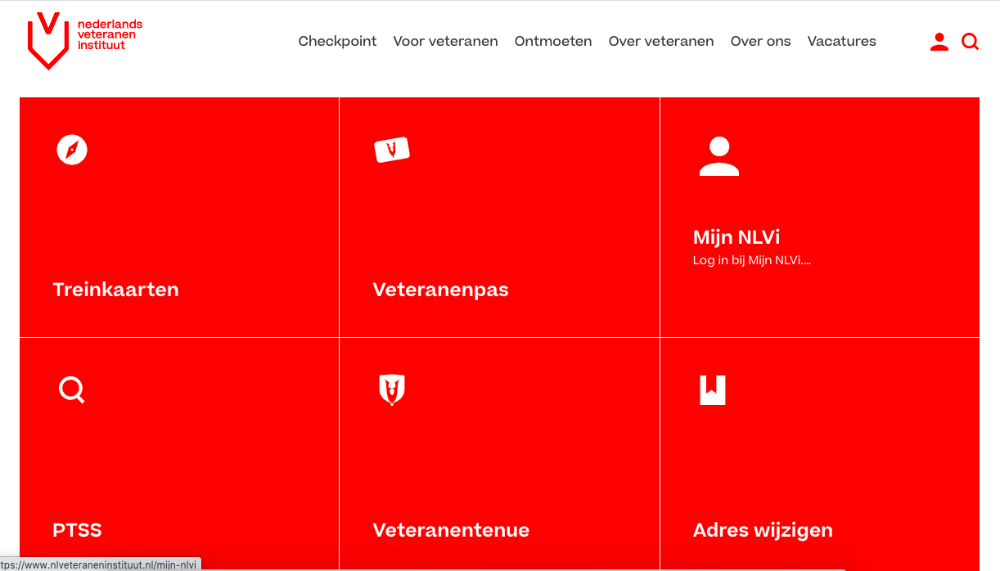 nederlands
veteranen
instituut
Checkpoint Voor veteranen Ontmoeten Over veteranen Over ons Vacatures
Treinkaarten
Veteranenpas
Mijn NLVi
Log in bij Mijn NLVi....
PTSS
Veteranentenue
Adres wijzigen
tps://www.nlveteraneninstituut.nl/mijn-nlvi